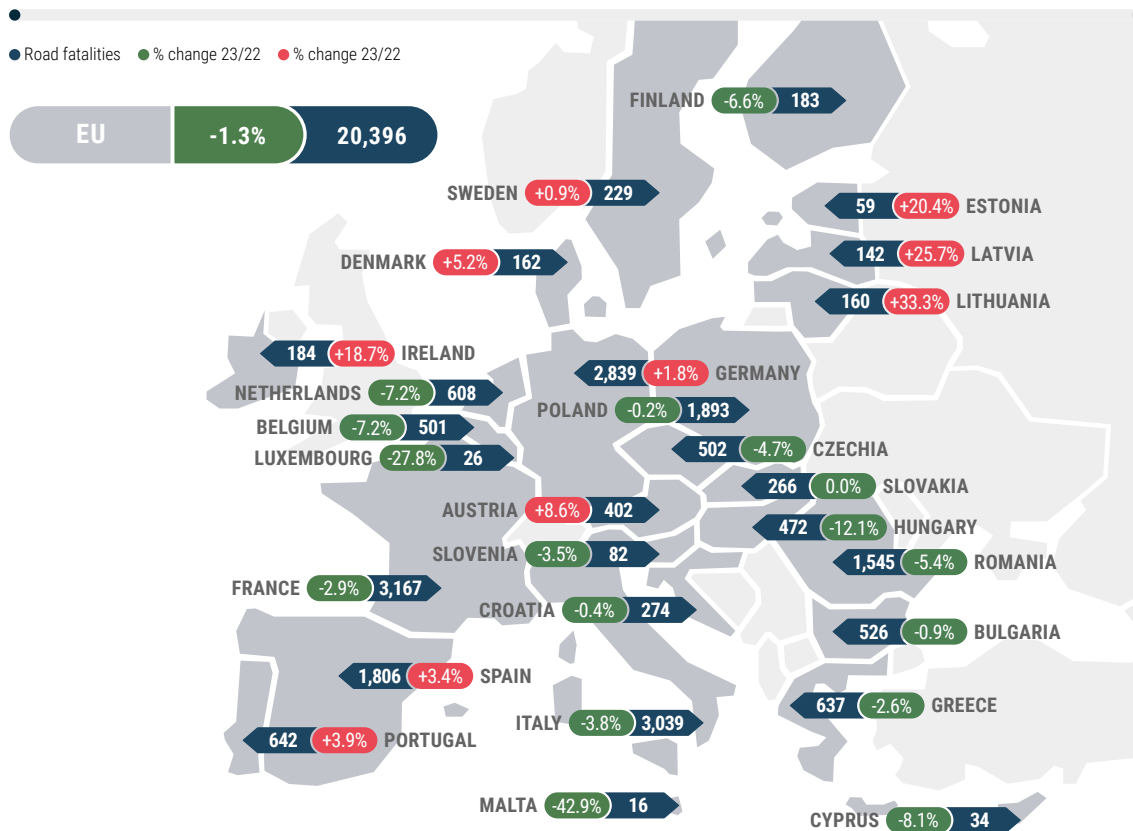 Road fatalities % change 23/22 % change 23/22
EU -1.3% 20,396
FINLAND -6.6% 183
SWEDEN +0.9% 229
59 +20.4% ESTONIA
DENMARK +5.2% 162
142 +25.7% LATVIA
160 +33.3% LITHUANIA
184 +18.7% IRELAND
2,839 +1.8% GERMANY
NETHERLANDS -7.2% 608
POLAND -0.2% 1,893
BELGIUM -7.2% 501
502 -4.7% CZECHIA
LUXEMBOURG -27.8% 26
266 0.0% SLOVAKIA
AUSTRIA +8.6% 402
472 -12.1% HUNGARY
SLOVENIA -3.5% 82
1,545 -5.4% ROMANIA
FRANCE -2.9% 3,167
CROATIA -0.4% 274
526 -0.9% BULGARIA
1,806 +3.4% SPAIN
637 -2.6% GREECE
ITALY -3.8% 3,039
642 +3.9% PORTUGAL
MALTA -42.9% 16
CYPRUS -8.1% 34